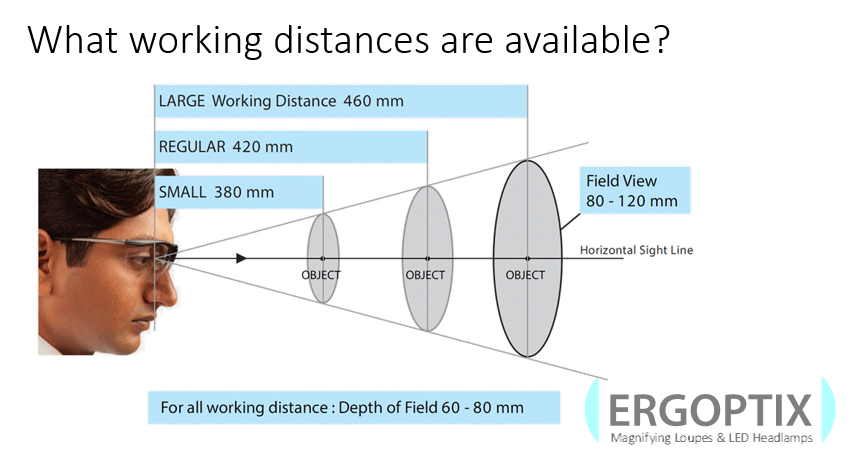 What working distances are available?
LARGE Working Distance 460 mm
REGULAR 420 mm
SMALL 380 mm
Field View
80 - 120 mm
Horizontal Sight Line
OBJECT
OBJECT
OBJECT
For all working distance : Depth of Field 60 - 80 mm
ERGOPTIX
Magnifying Loupes & LED Headlamps